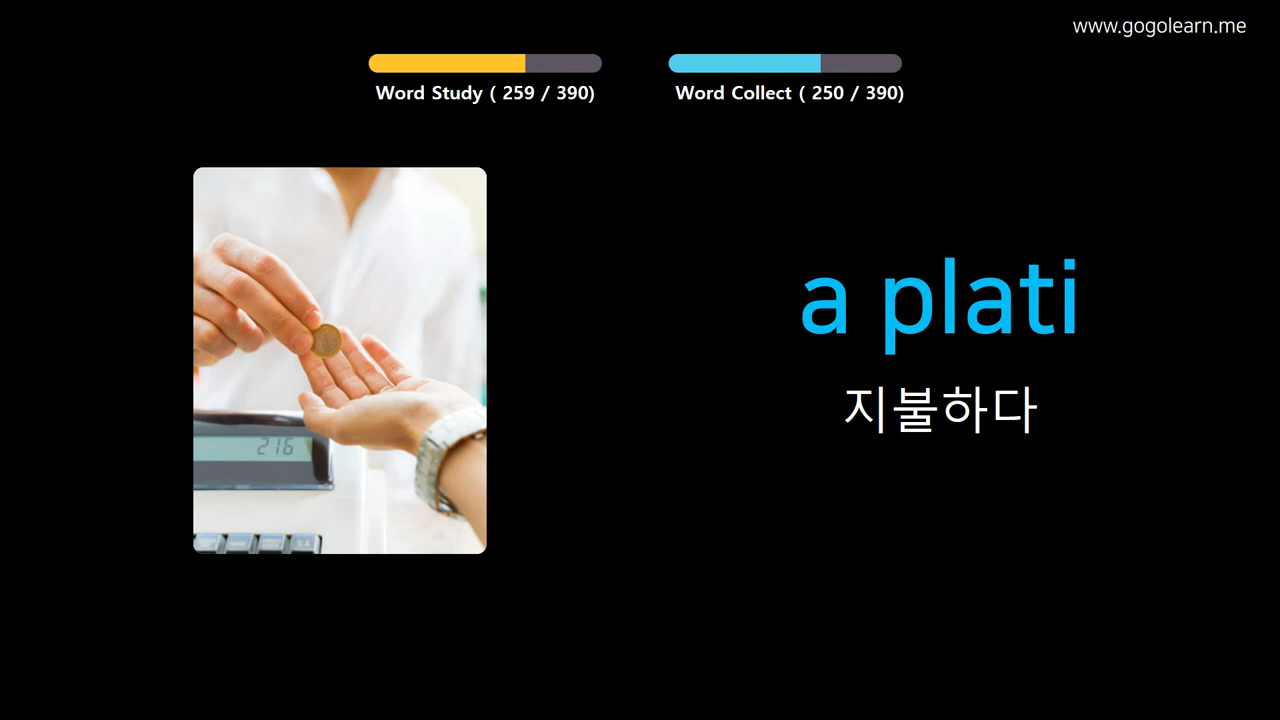 www.gogolearn.me
Word Study ( 259 / 390)
Word Collect ( 250 / 390)
a plati
지불하다
216